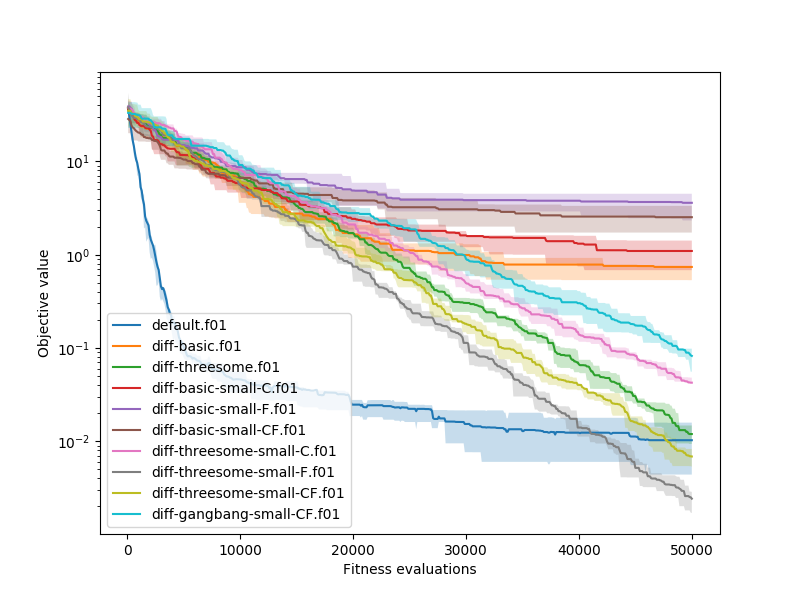 Objective value
10¹
10⁰
10⁻¹
10⁻²
default.f01
diff-basic.f01
diff-threesome.f01
diff-basic-small-C.f01
diff-basic-small-F.f01
diff-basic-small-CF.f01
diff-threesome-small-C.f01
diff-threesome-small-F.f01
diff-threesome-small-CF.f01
diff-gangbang-small-CF.f01
0 10000 20000 30000 40000 50000
Fitness evaluations